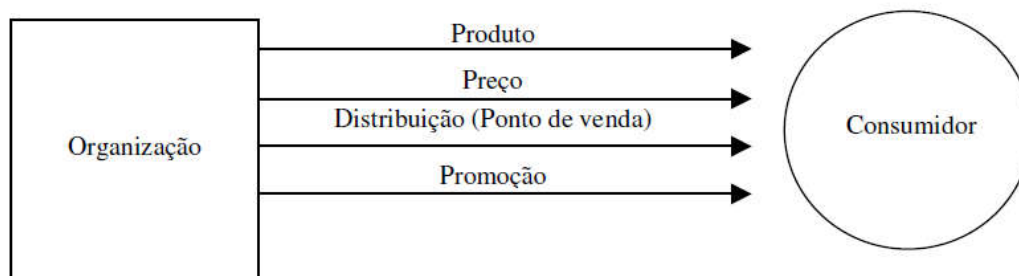 Produto
Preço
Distribuição (Ponto de venda)
Organização
Consumidor
Promoção